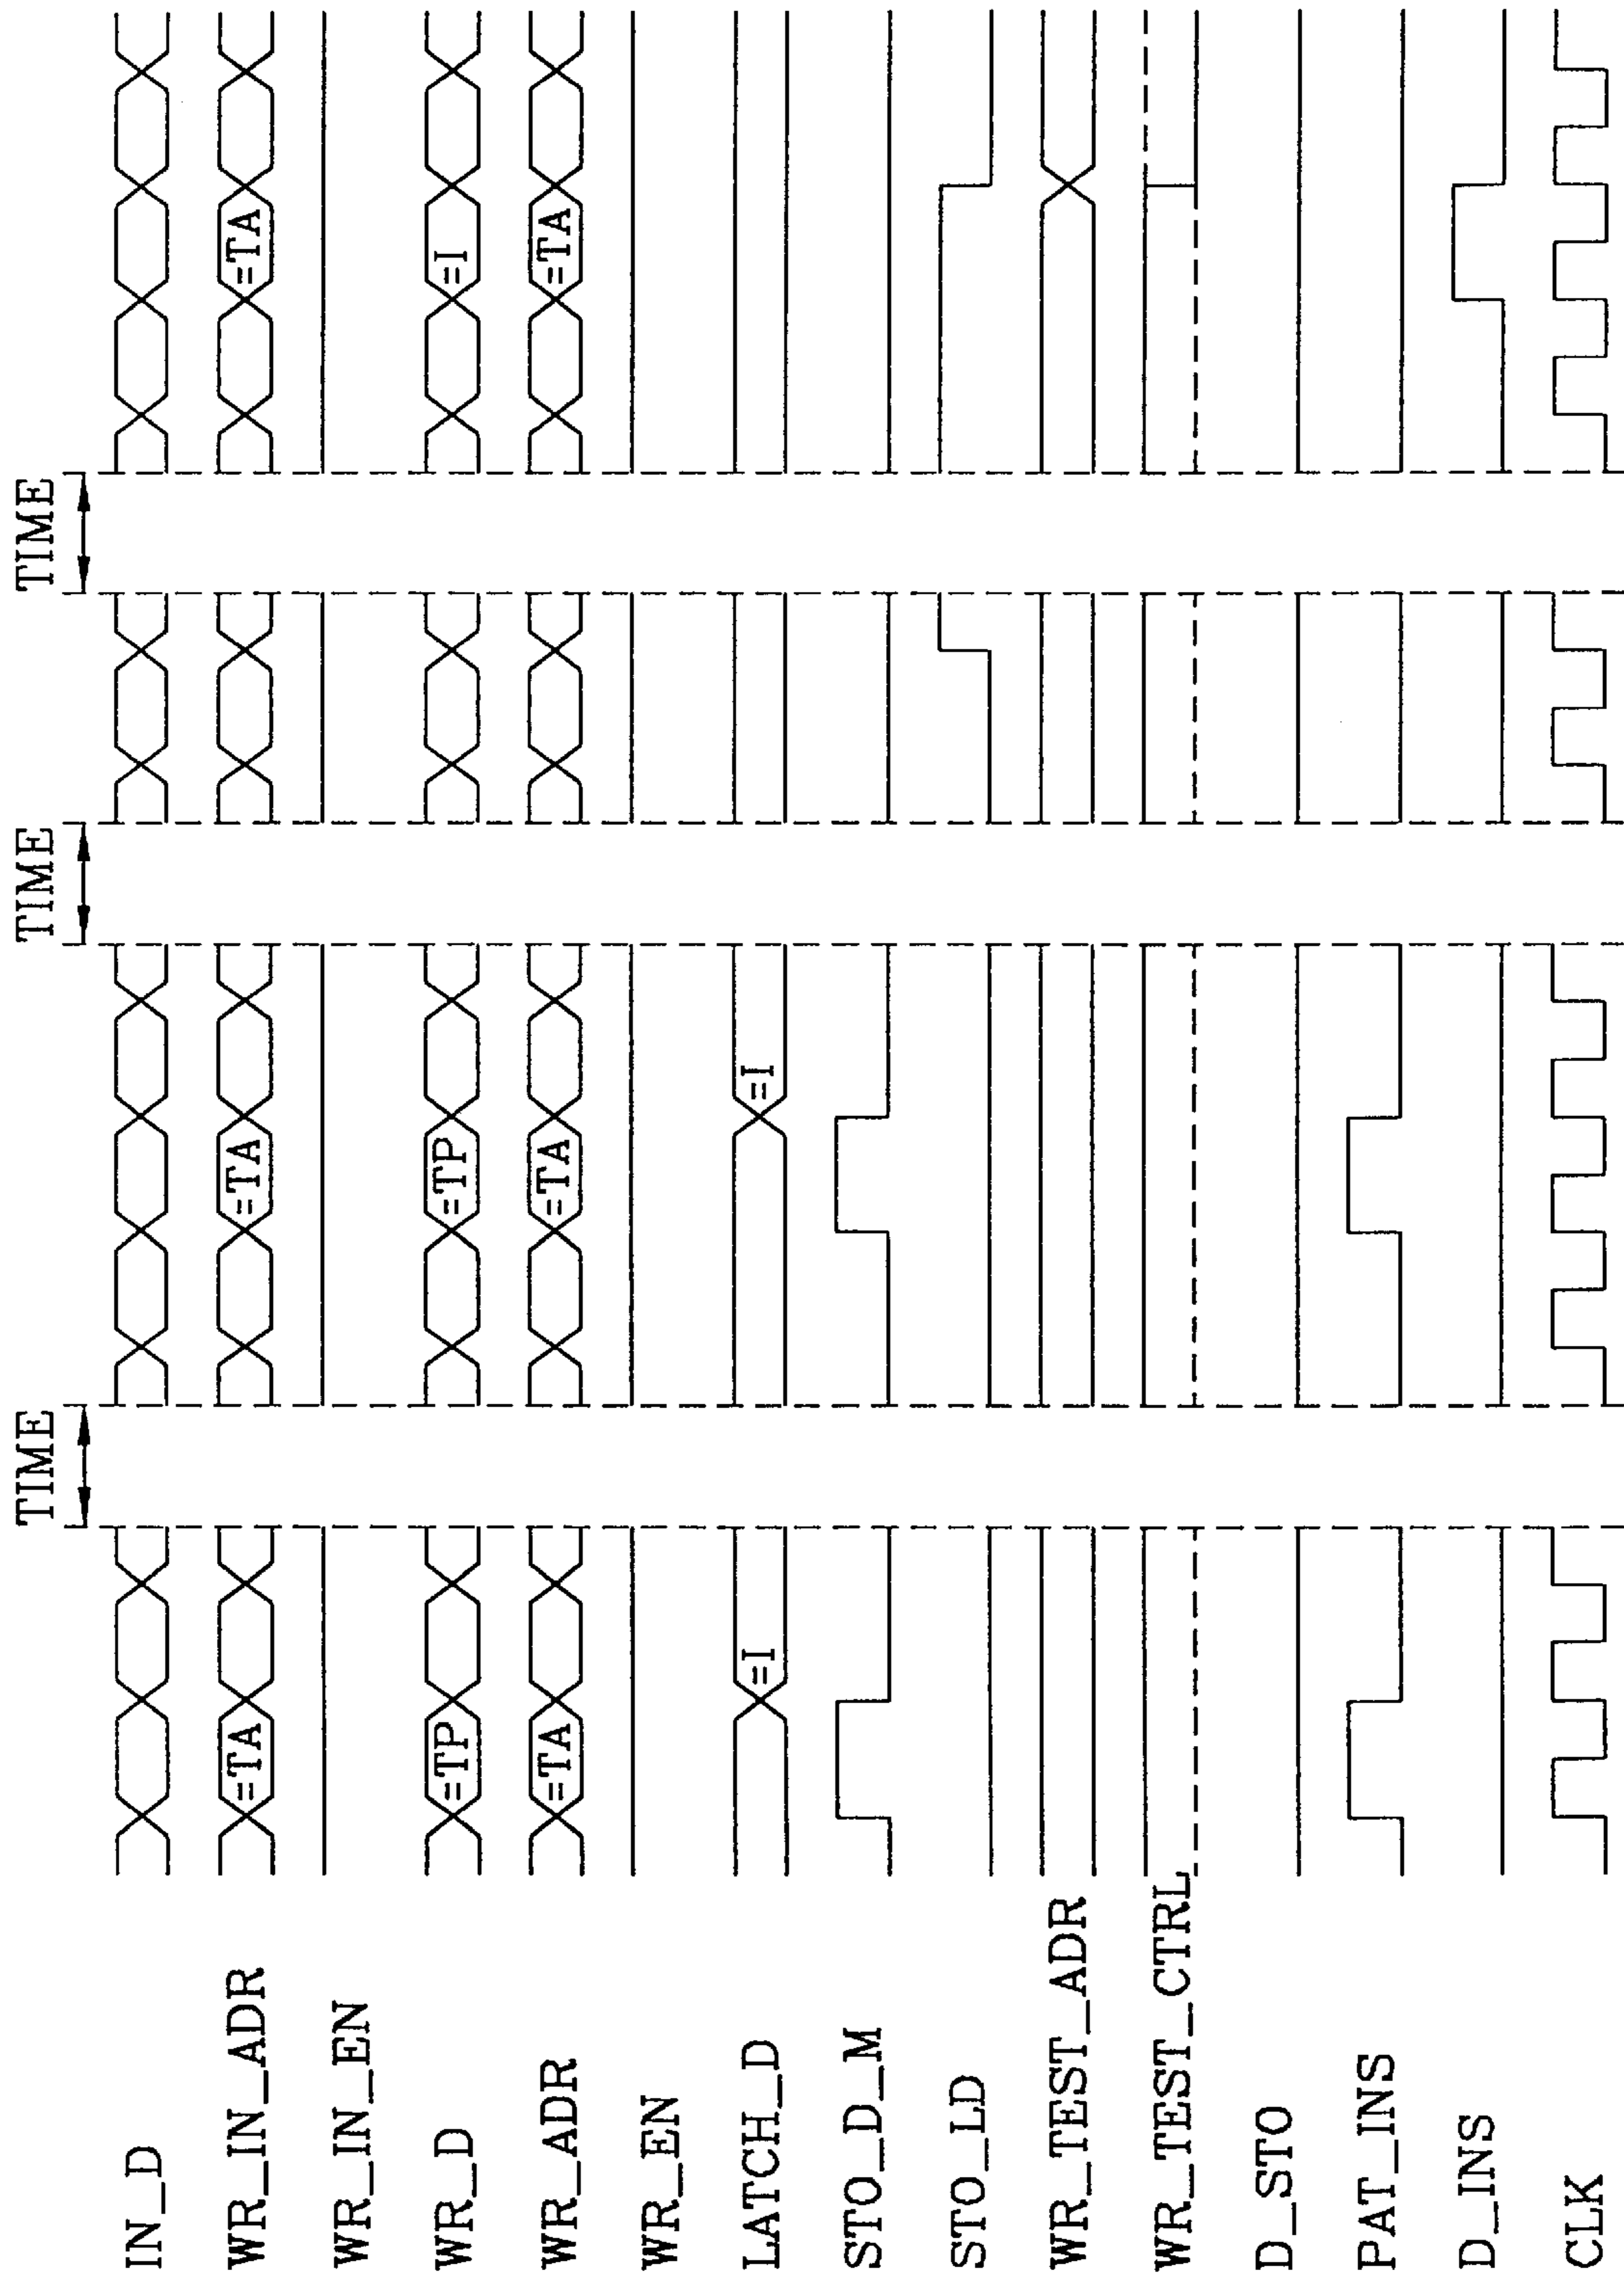 TIME TIME TIME
IN_D
WR_IN_ADR =TA =TA =TA
WR_IN_EN
WR_D =TP =TP =I
WR_ADR =TA =TA =TA
WR_EN
LATCH_D =I =I
STO_D_M
STO_LD
WR_TEST_ADR
WR_TEST_CTRL
D_STO
PAT_INS
D_INS
CLK